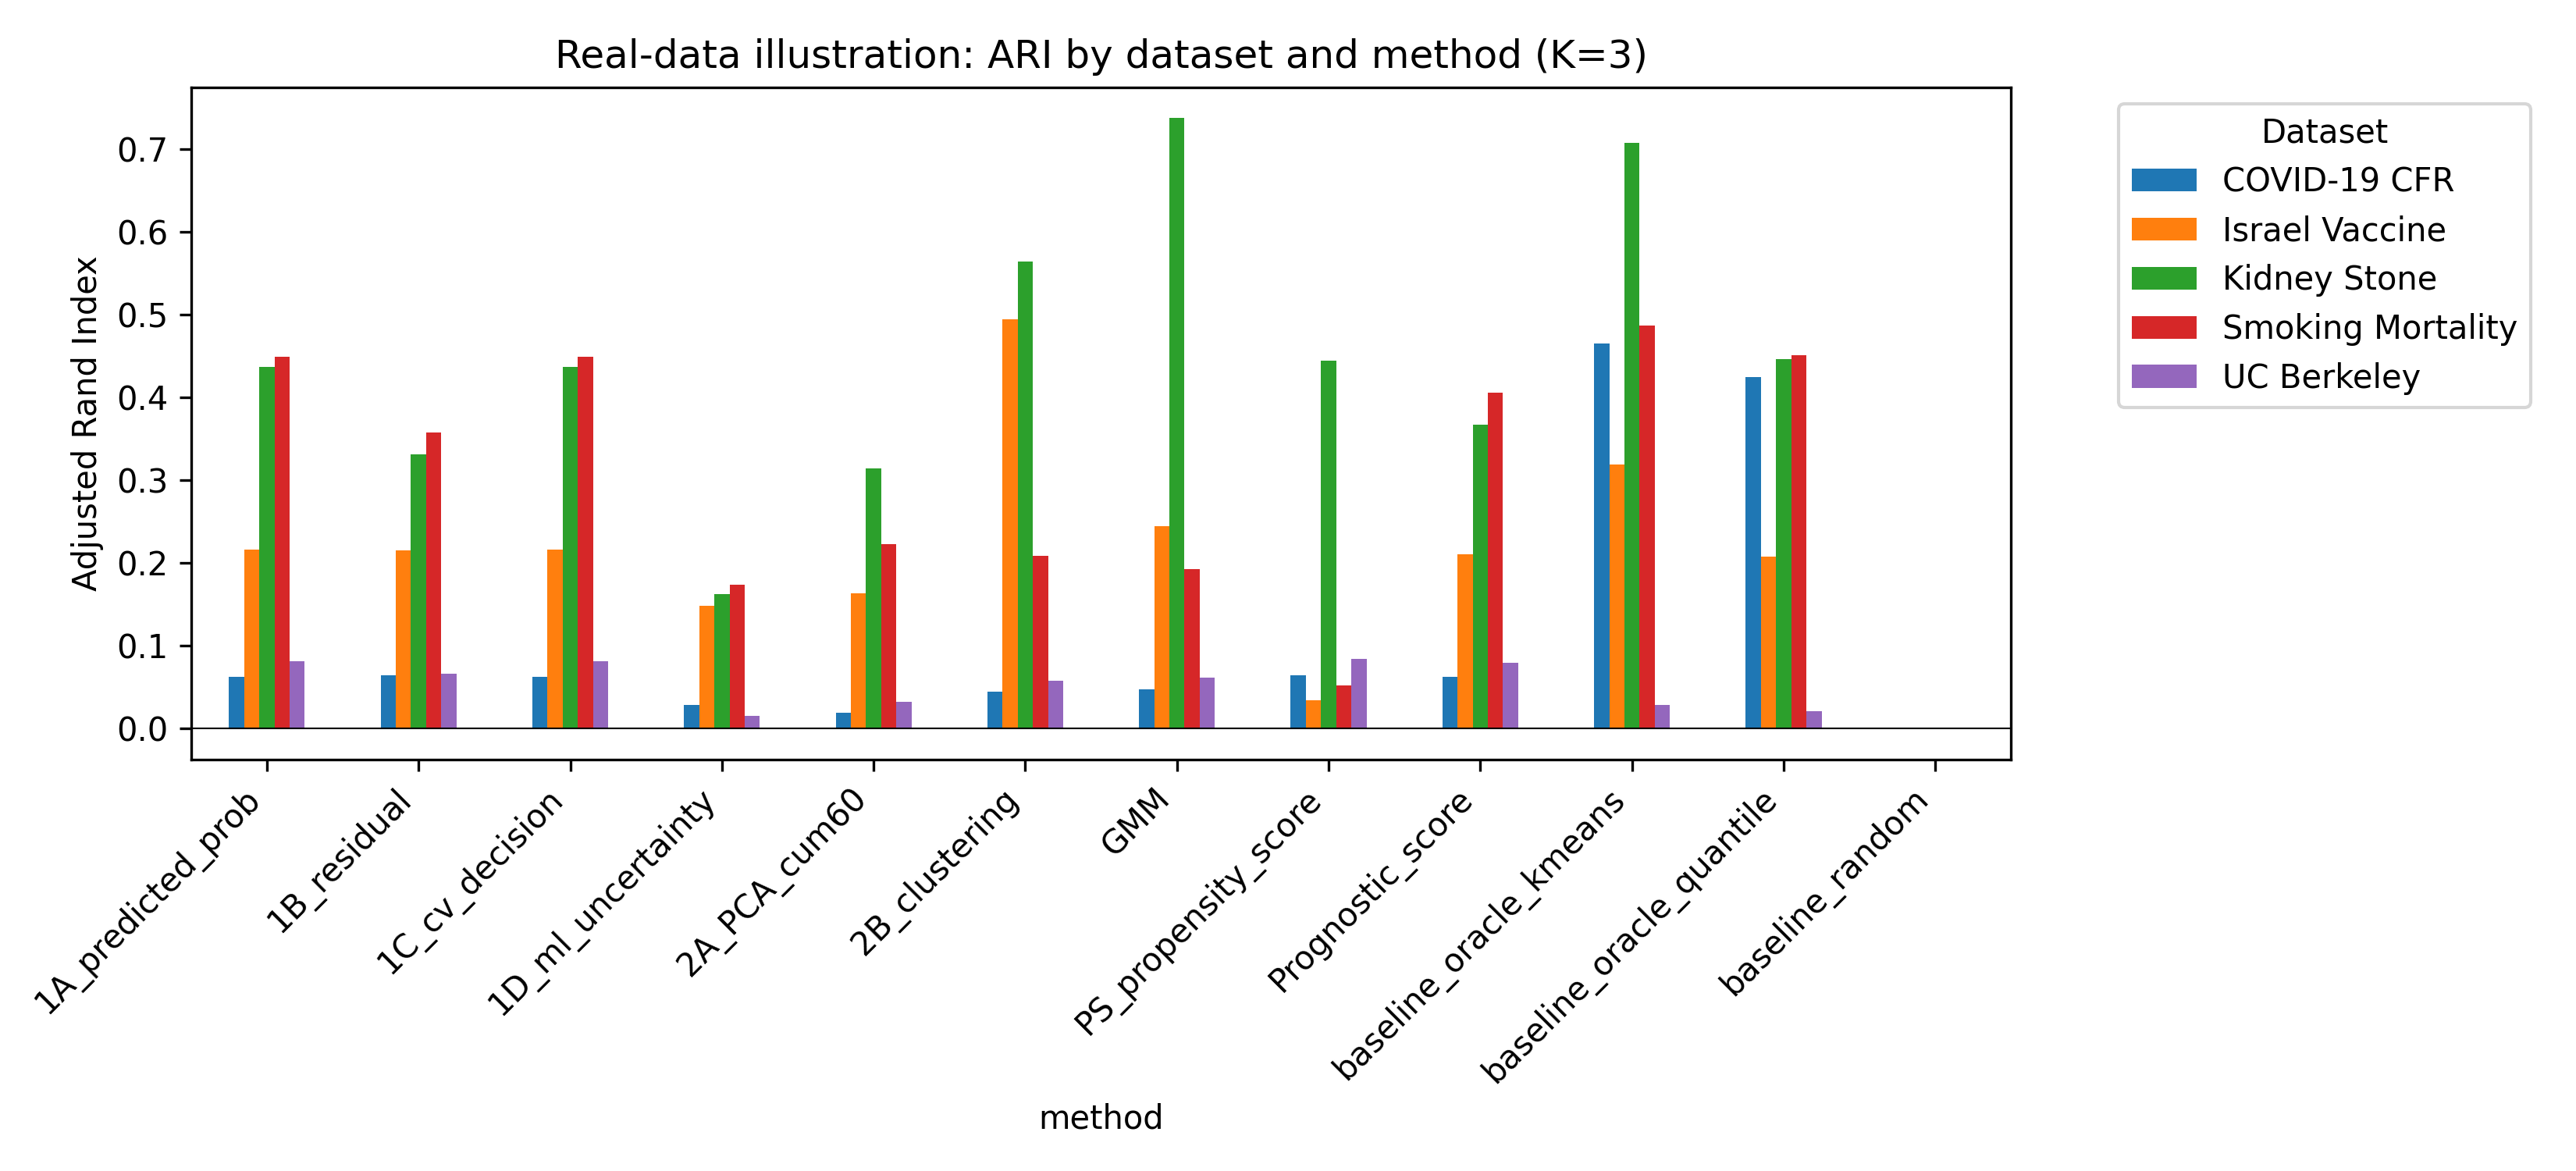 Real-data illustration: ARI by dataset and method (K=3)
Adjusted Rand Index
0.7
0.6
0.5
0.4
0.3
0.2
0.1
0.0
1A_predicted_prob
1B_residual
1C_cv_decision
1D_ml_uncertainty
2A_PCA_cum60
2B_clustering
GMM
PS_propensity_score
Prognostic_score
baseline_oracle_kmeans
baseline_oracle_quantile
baseline_random
method
Dataset
COVID-19 CFR
Israel Vaccine
Kidney Stone
Smoking Mortality
UC Berkeley